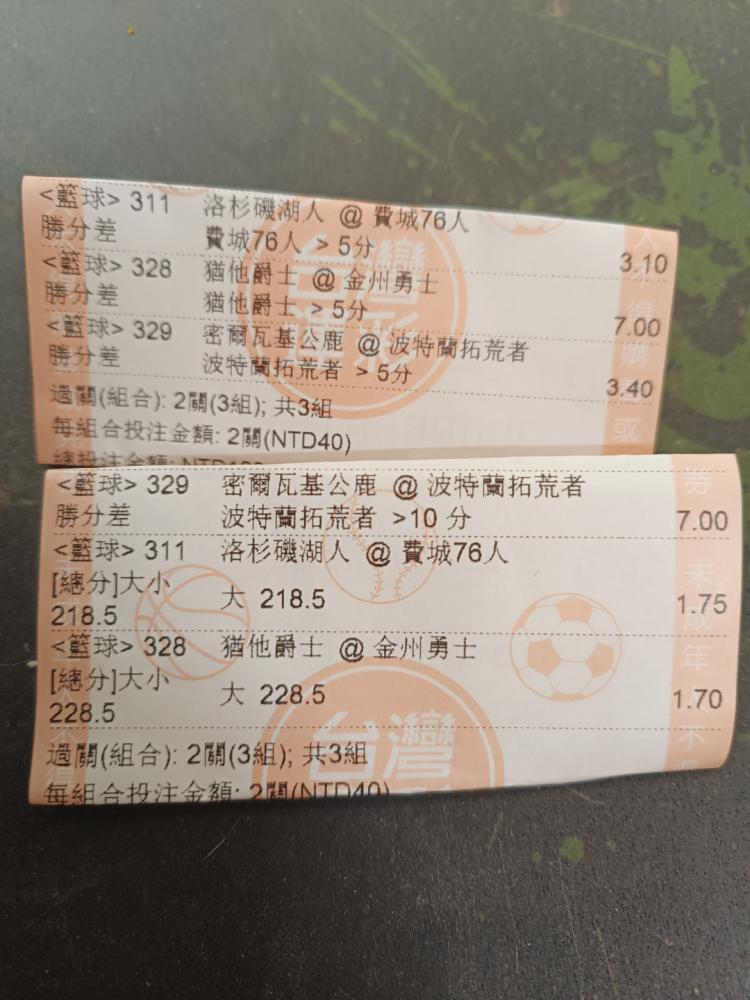 <籃球> 311 洛杉磯湖人 @ 費城76人
勝分差 費城76人 > 5分 3.10
<籃球> 328 猶他爵士 @ 金州勇士
勝分差 猶他爵士 > 5分 7.00
<籃球> 329 密爾瓦基公鹿 @ 波特蘭拓荒者
勝分差 波特蘭拓荒者 > 5分 3.40
過關(組合): 2關(3組); 共3組
每組合投注金額: 2關(NTD40)
<籃球> 329 密爾瓦基公鹿 @ 波特蘭拓荒者
勝分差 波特蘭拓荒者 >10 分 7.00
<籃球> 311 洛杉磯湖人 @ 費城76人
[總分]大小 大 218.5 1.75
218.5
<籃球> 328 猶他爵士 @ 金州勇士
[總分]大小 大 228.5 1.70
228.5
過關(組合): 2關(3組); 共3組
每組合投注金額: 2關(NTD40)
台灣
券 未成年不得